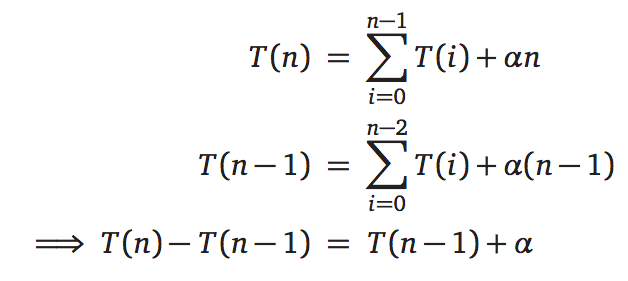 T(n) = ∑_{i=0}^{n−1} T(i) + αn
T(n−1) = ∑_{i=0}^{n−2} T(i) + α(n−1)
⟹ T(n) − T(n−1) = T(n−1) + α